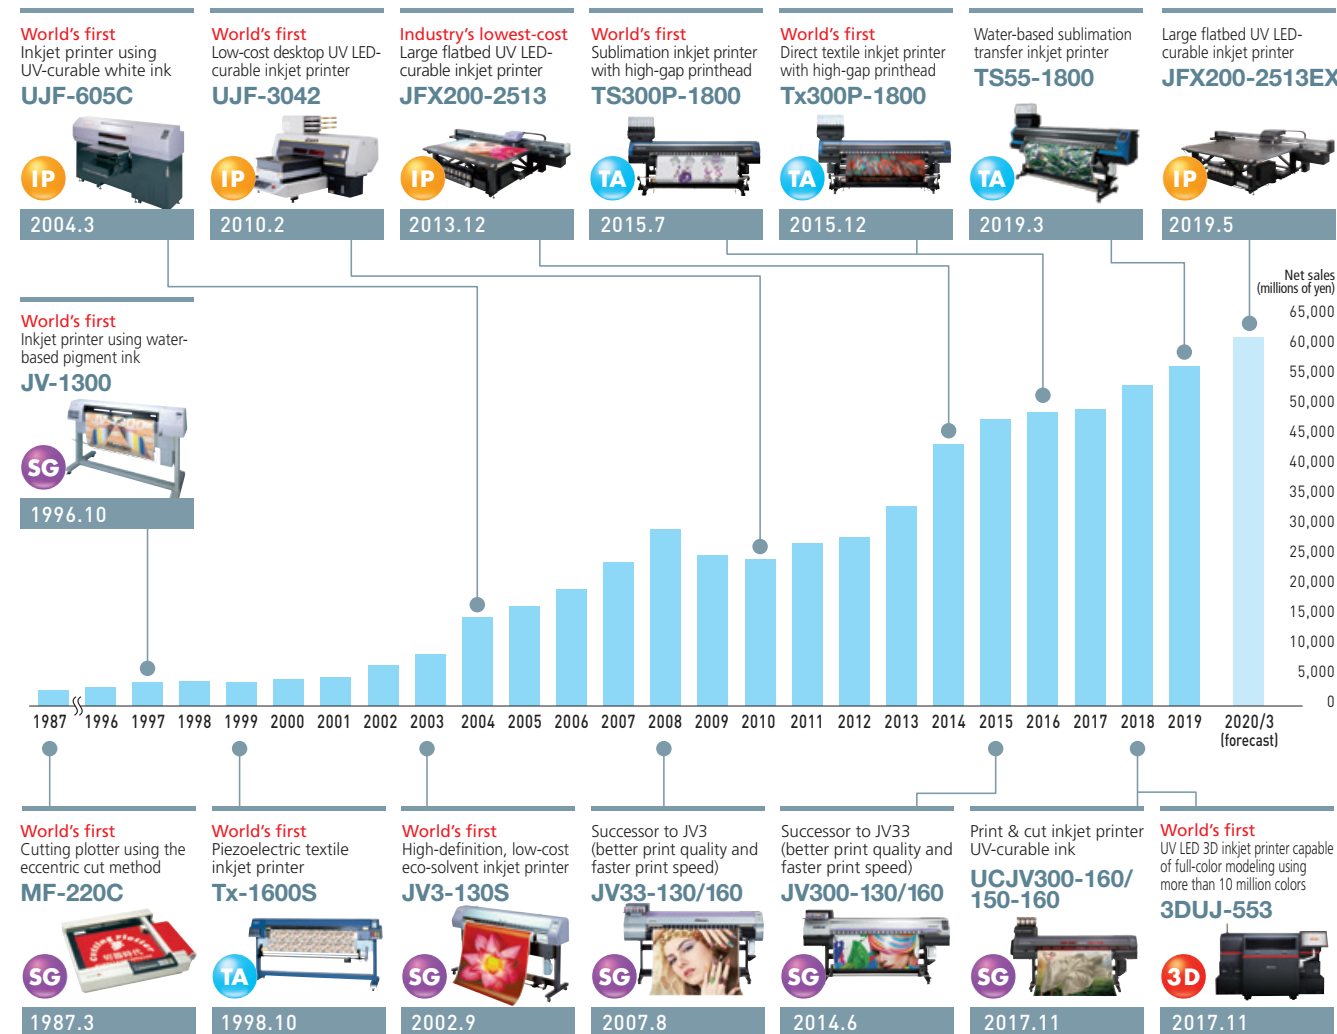 World's first
Inkjet printer using
UV-curable white ink
UJF-605C
IP
2004.3
World's first
Low-cost desktop UV LED-
curable inkjet printer
UJF-3042
IP
2010.2
Industry's lowest-cost
Large flatbed UV LED-
curable inkjet printer
JFX200-2513
IP
2013.12
World's first
Sublimation inkjet printer
with high-gap printhead
TS300P-1800
TA
2015.7
World's first
Direct textile inkjet printer
with high-gap printhead
Tx300P-1800
TA
2015.12
Water-based sublimation
transfer inkjet printer
TS55-1800
TA
2019.3
Large flatbed UV LED-
curable inkjet printer
JFX200-2513EX
IP
2019.5
World's first
Inkjet printer using water-
based pigment ink
JV-1300
SG
1996.10
Net sales
(millions of yen)
65,000
60,000
55,000
50,000
45,000
40,000
35,000
30,000
25,000
20,000
15,000
10,000
5,000
0
1987 1996 1997 1998 1999 2000 2001 2002 2003 2004 2005 2006 2007 2008 2009 2010 2011 2012 2013 2014 2015 2016 2017 2018 2019 2020/3
(forecast)
World's first
Cutting plotter using the
eccentric cut method
MF-220C
Cutting Plotter
SG
1987.3
World's first
Piezoelectric textile
inkjet printer
Tx-1600S
TA
1998.10
World's first
High-definition, low-cost
eco-solvent inkjet printer
JV3-130S
SG
2002.9
Successor to JV3
(better print quality and
faster print speed)
JV33-130/160
SG
2007.8
Successor to JV33
(better print quality and
faster print speed)
JV300-130/160
SG
2014.6
Print & cut inkjet printer
UV-curable ink
UCJV300-160/
150-160
SG
2017.11
World's first
UV LED 3D inkjet printer capable
of full-color modeling using
more than 10 million colors
3DUJ-553
3D
2017.11